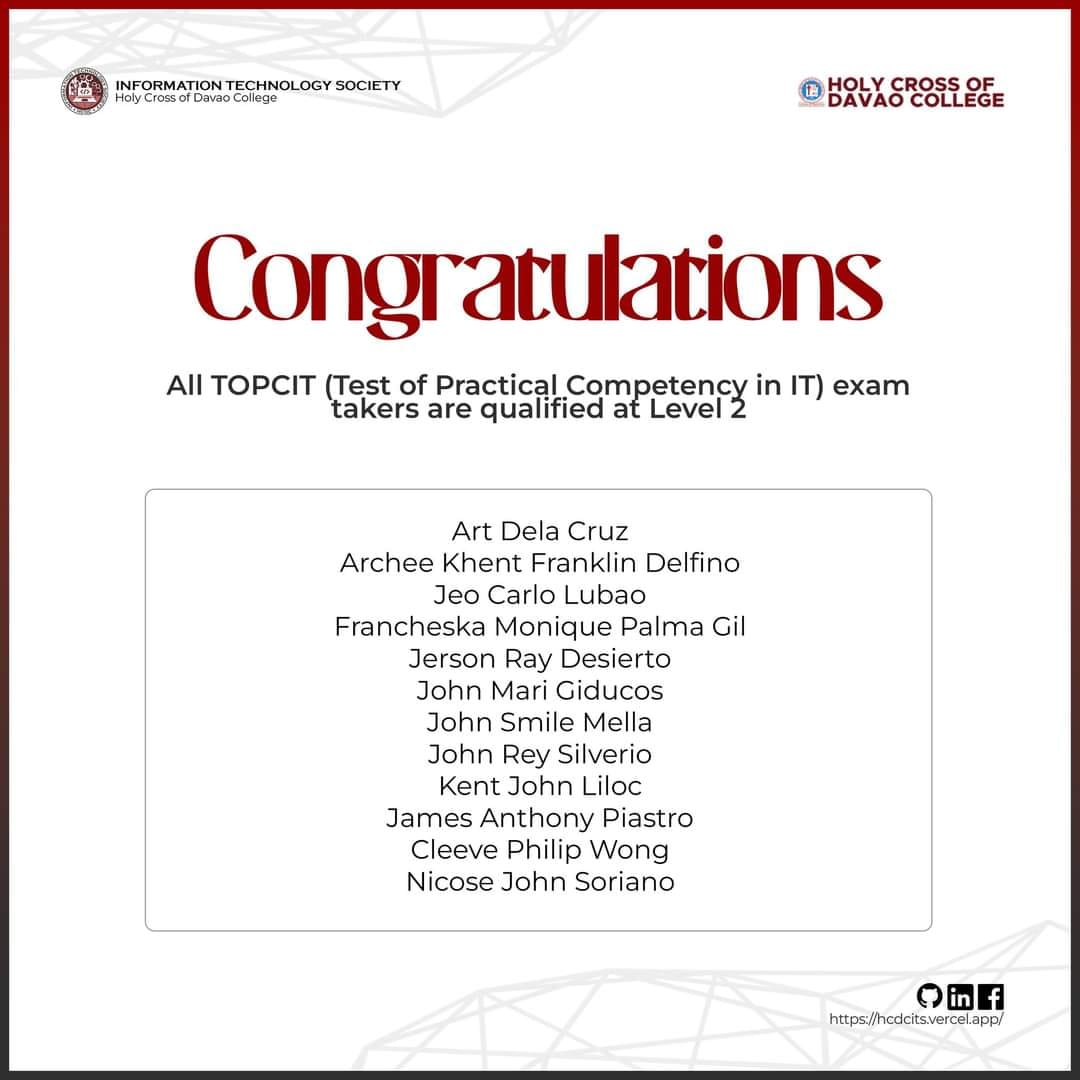 INFORMATION TECHNOLOGY SOCIETY
Holy Cross of Davao College
HOLY CROSS OF
DAVAO COLLEGE
Congratulations
All TOPCIT (Test of Practical Competency in IT) exam
takers are qualified at Level 2
Art Dela Cruz
Archee Khent Franklin Delfino
Jeo Carlo Lubao
Francheska Monique Palma Gil
Jerson Ray Desierto
John Mari Giducos
John Smile Mella
John Rey Silverio
Kent John Liloc
James Anthony Piastro
Cleeve Philip Wong
Nicose John Soriano
https://hcdcits.vercel.app/